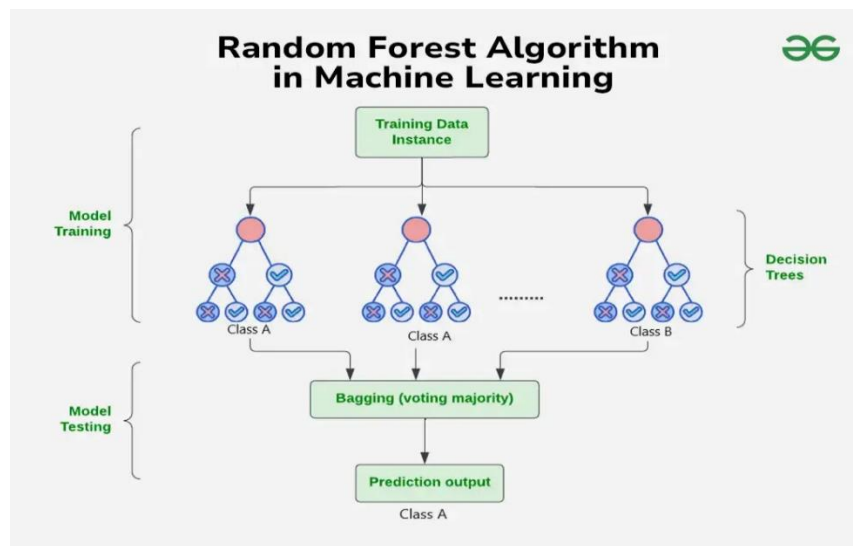 Random Forest Algorithm
in Machine Learning
Training Data
Instance
Model
Training
Decision
Trees
.........
Class A
Class A
Class B
Bagging (voting majority)
Model
Testing
Prediction output
Class A